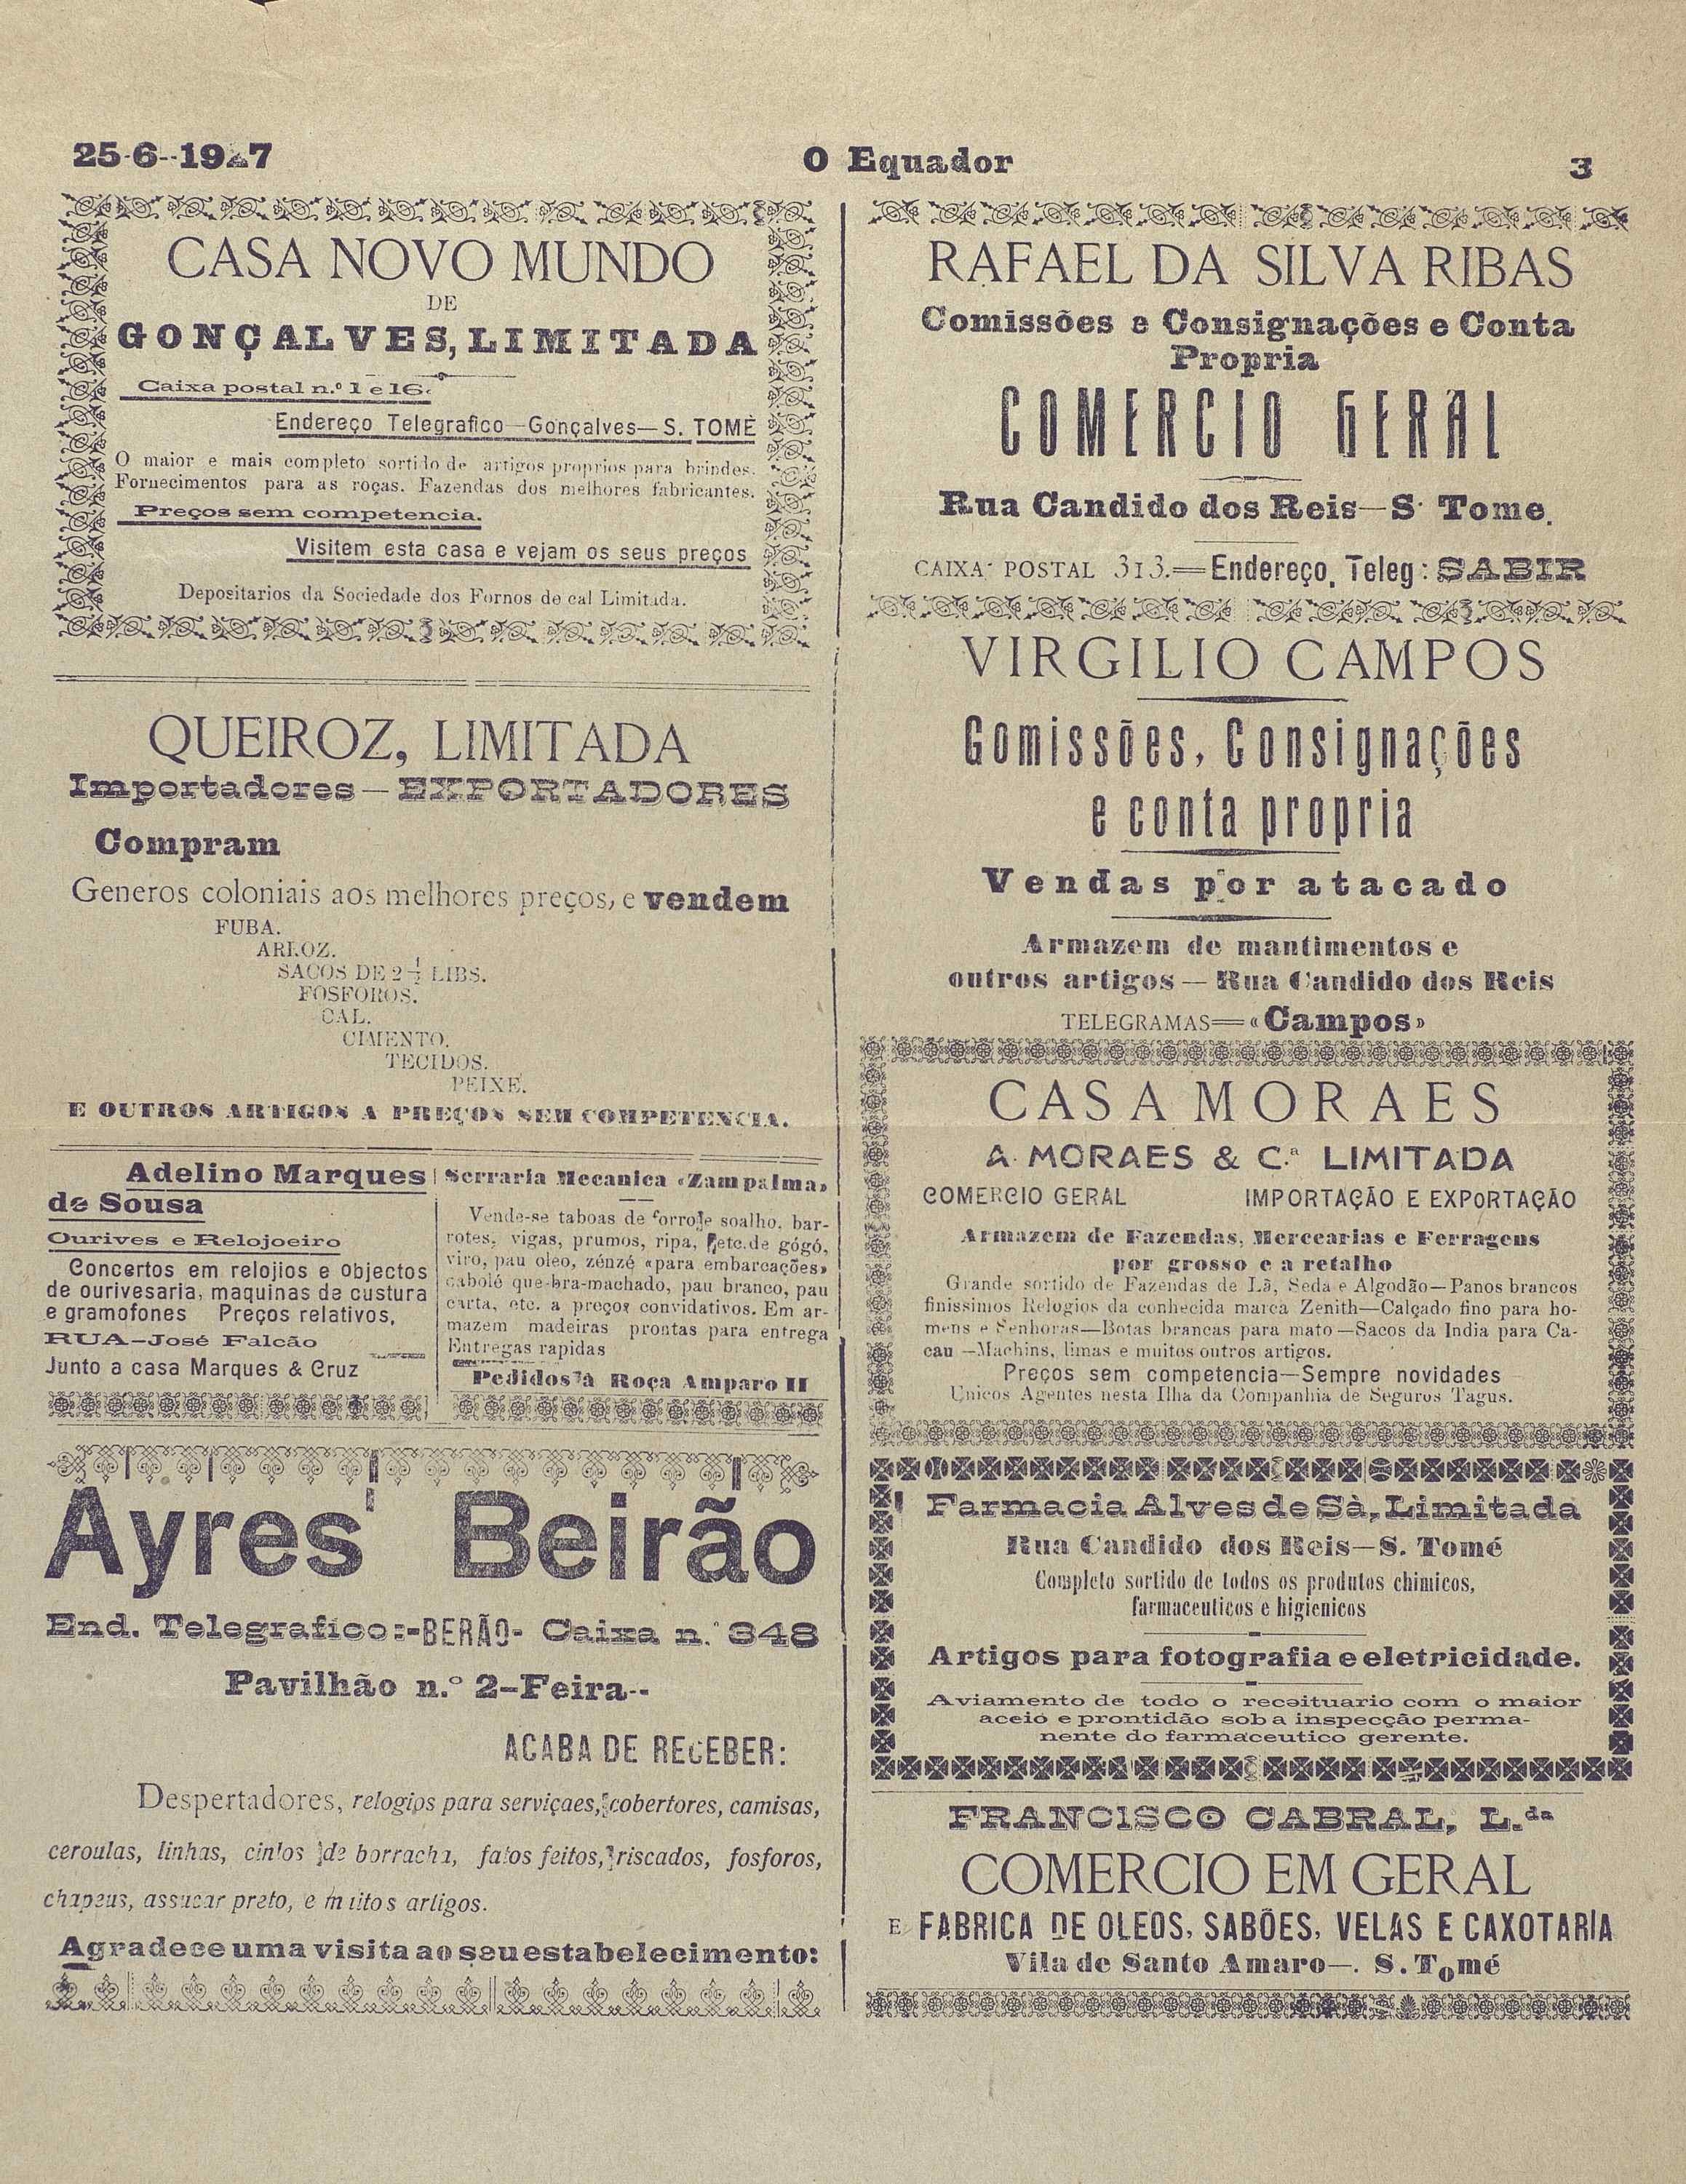 25-6--1927
O Equador
3
CASA NOVO MUNDO
DE
GONÇALVES, LIMITADA
Caixa postal n.º 1 e 16.
Endereço Telegrafico—Gonçalves—S. TOMÈ
O maior e mais completo sortido de artigos proprios para brindes.
Fornecimentos para as roças. Fazendas dos melhores fabricantes.
Preços sem competencia.
Visitem esta casa e vejam os seus preços
Depositarios da Sociedade dos Fornos de cal Limitada.
QUEIROZ, LIMITADA
Importadores—EXPORTADORES
Compram
Generos coloniais aos melhores preços, e vendem
FUBA.
ARROZ.
SACOS DE 2 ½ LIBS.
FOSFOROS.
CAL.
CIMENTO.
TECIDOS.
PEIXE.
E OUTROS ARTIGOS A PREÇOS SEM COMPETENCIA.
Adelino Marques
de Sousa
Ourives e Relojoeiro
Concertos em relojios e objectos
de ourivesaria, maquinas de custura
e gramofones Preços relativos,
RUA—José Falcão
Junto a casa Marques & Cruz
Serraria Mecanica «Zampalma»
Vende-se taboas de forro e soalho, bar-
rotes, vigas, prumos, ripa, etc. de gógó,
viro, pau oleo, zénzé «para embarcações»
cabolé que-bra-machado, pau branco, pau
carta, etc. a preços convidativos. Em ar-
mazem madeiras prontas para entrega
Entregas rapidas
Pedidos à Roça Amparo II
Ayres Beirão
End. Telegrafico:-BERÃO- Caixa n.º 348
Pavilhão n.º 2-Feira--
ACABA DE RECEBER:
Despertadores, relogios para serviçaes, cobertores, camisas,
ceroulas, linhas, cintos de borracha, fatos feitos, riscados, fosforos,
chapeus, assucar preto, e muitos artigos.
Agradece uma visita ao seu estabelecimento:
RAFAEL DA SILVA RIBAS
Comissões e Consignações e Conta
Propria
COMERCIO GERAL
Rua Candido dos Reis—S. Tome.
CAIXA POSTAL 313.=Endereço. Teleg: SABIR
VIRGILIO CAMPOS
Gomissões, Consignações
e conta propria
Vendas por atacado
Armazem de mantimentos e
outros artigos—Rua Candido dos Reis
TELEGRAMAS=«Campos»
CASA MORAES
A. MORAES & C.ª LIMITADA
COMERCIO GERAL IMPORTAÇÃO E EXPORTAÇÃO
Armazem de Fazendas, Mercearias e Ferragens
por grosso e a retalho
Grande sortido de Fazendas de Lã, Seda e Algodão—Panos brancos
finissimos Relogios da conhecida marca Zenith—Calçado fino para ho-
mens e Senhoras—Botas brancas para mato—Sacos da India para Ca-
cau—Machins, limas e muitos outros artigos.
Preços sem competencia—Sempre novidades
Unicos Agentes nesta Ilha da Companhia de Seguros Tagus.
Farmacia Alves de Sà, Limitada
Rua Candido dos Reis—S. Tomé
Completo sortido de todos os produtos chimicos,
farmaceuticos e higienicos
Artigos para fotografia e eletricidade.
Aviamento de todo o receituario com o maior
aceio e prontidão sob a inspecção perma-
nente do farmaceutico gerente.
FRANCISCO CABRAL, L.da
COMERCIO EM GERAL
E FABRICA DE OLEOS, SABÕES, VELAS E CAXOTARIA
Vila de Santo Amaro—. S. Tomé